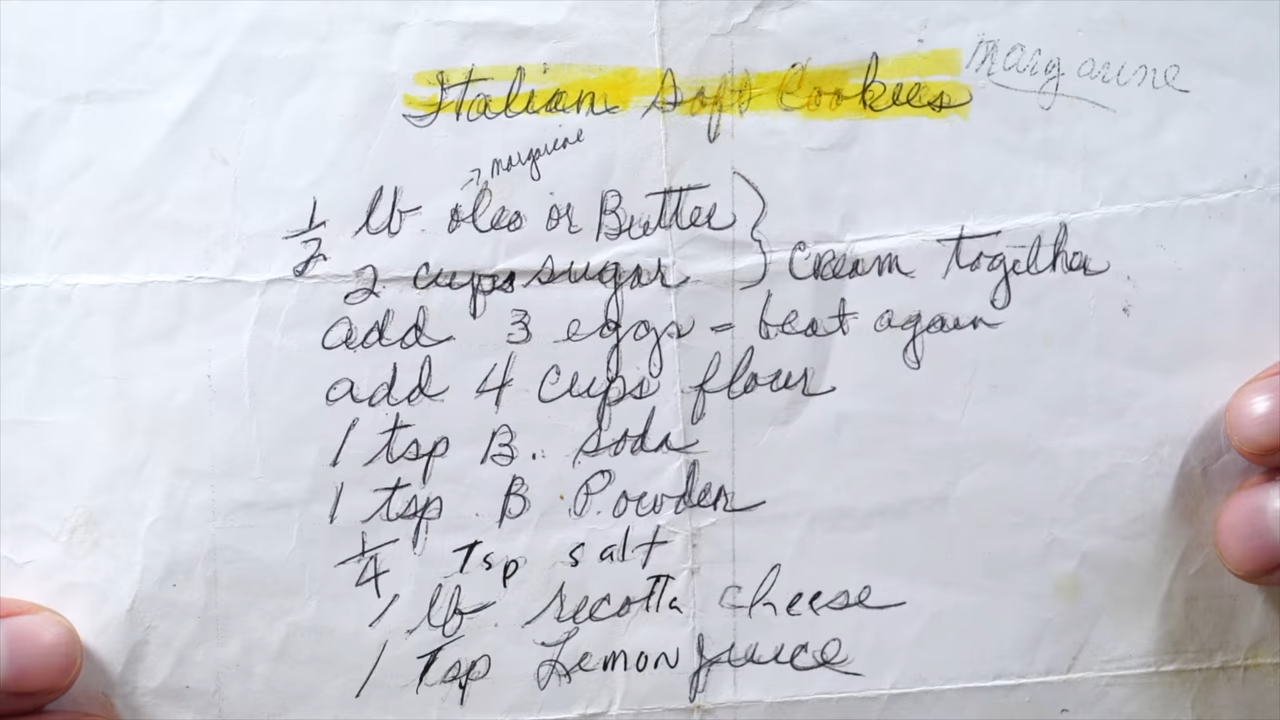 Italian Soft Cookies margarine
→ margarine
1/2 lb. oleo or Butter } cream together
2 cups sugar
add 3 eggs - beat again
add 4 cups flour
1 tsp B. soda
1 tsp B Powder
1/4 Tsp salt
1 lb. recotta cheese
1 Tsp Lemon juice